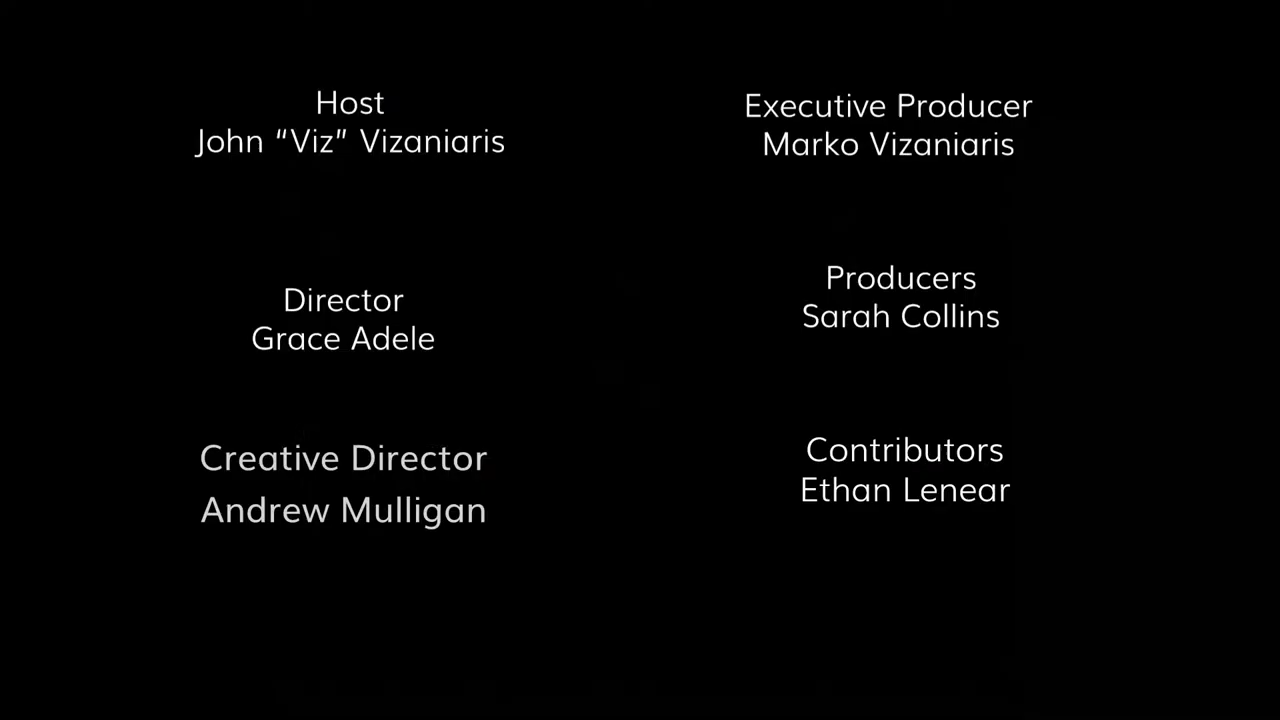 Host
John “Viz” Vizaniaris
Executive Producer
Marko Vizaniaris
Director
Grace Adele
Producers
Sarah Collins
Creative Director
Andrew Mulligan
Contributors
Ethan Lenear